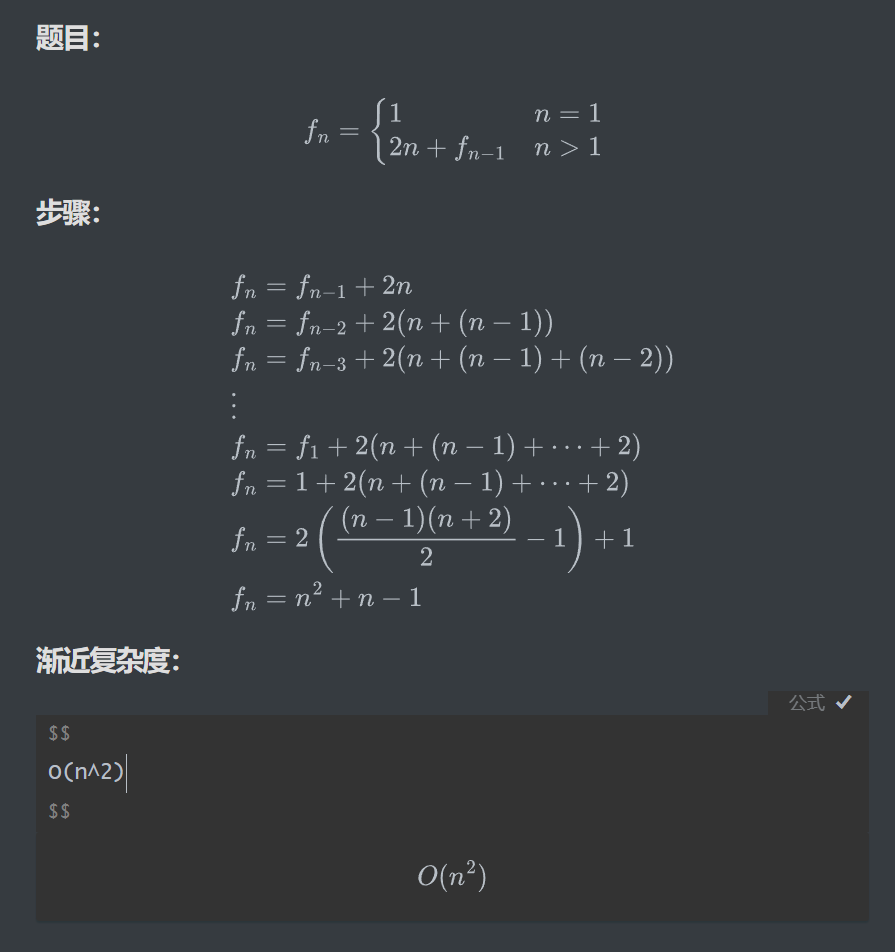 题目：
f_n = \begin{cases} 1 & n = 1 \\ 2n + f_{n-1} & n > 1 \end{cases}
步骤：
f_n = f_{n-1} + 2n
f_n = f_{n-2} + 2(n + (n - 1))
f_n = f_{n-3} + 2(n + (n - 1) + (n - 2))
⋮
f_n = f_1 + 2(n + (n - 1) + ⋯ + 2)
f_n = 1 + 2(n + (n - 1) + ⋯ + 2)
f_n = 2\left(\frac{(n - 1)(n + 2)}{2} - 1\right) + 1
f_n = n^2 + n - 1
渐近复杂度：
公式 ✔
$$
O(n^2)
$$
O(n^2)